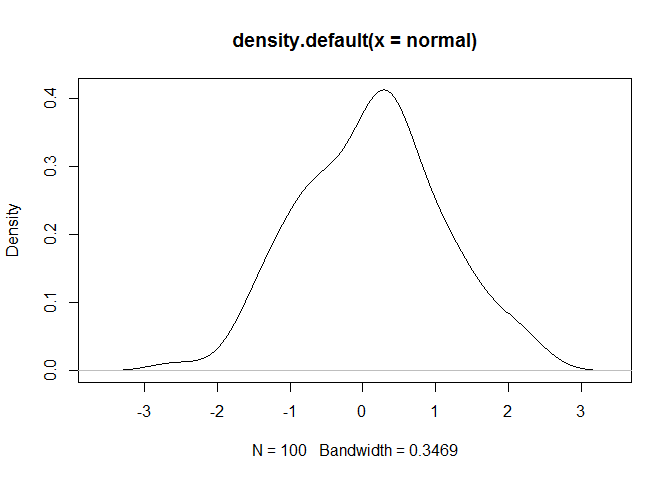 density.default(x = normal)
Density
0.4
0.3
0.2
0.1
0.0
-3 -2 -1 0 1 2 3
N = 100 Bandwidth = 0.3469